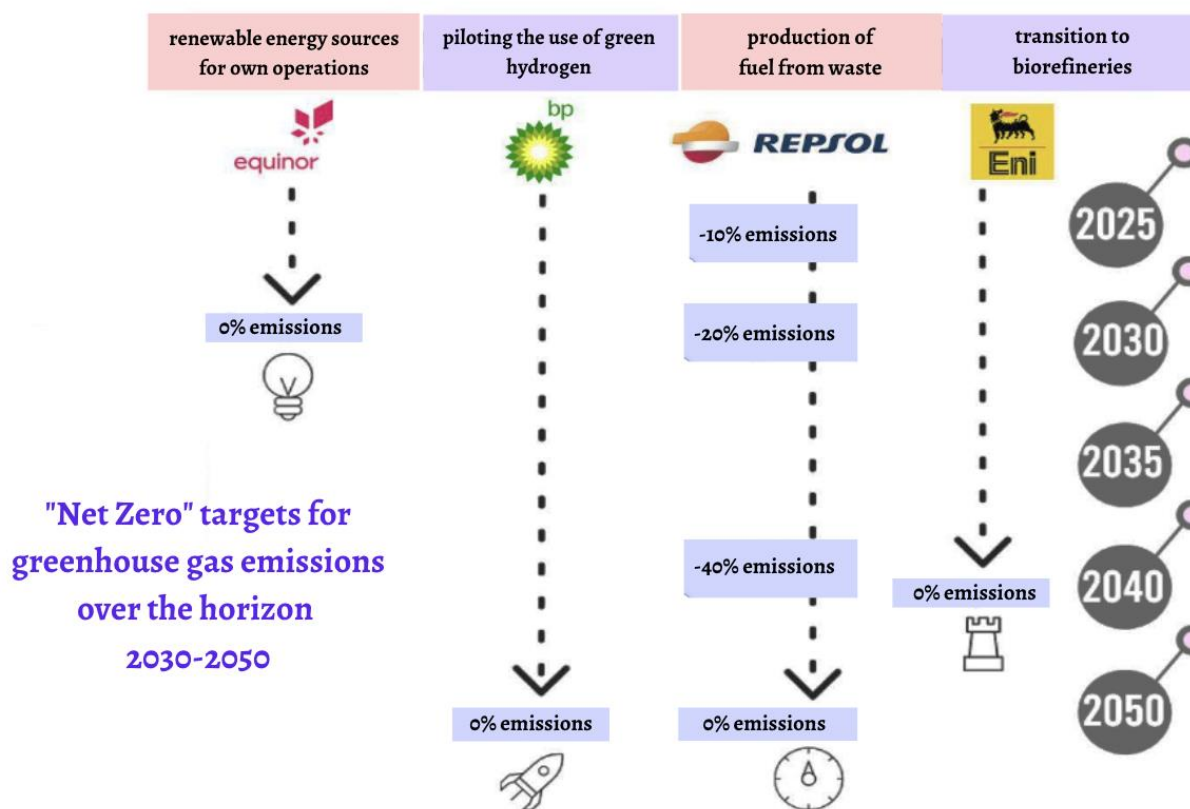 renewable energy sources
for own operations
piloting the use of green
hydrogen
production of
fuel from waste
transition to
biorefineries
equinor
bp
REPSOL
Eni
2025
-10% emissions
2030
0% emissions
-20% emissions
2035
"Net Zero" targets for
greenhouse gas emissions
over the horizon
2030-2050
-40% emissions
0% emissions
2040
0% emissions
0% emissions
2050